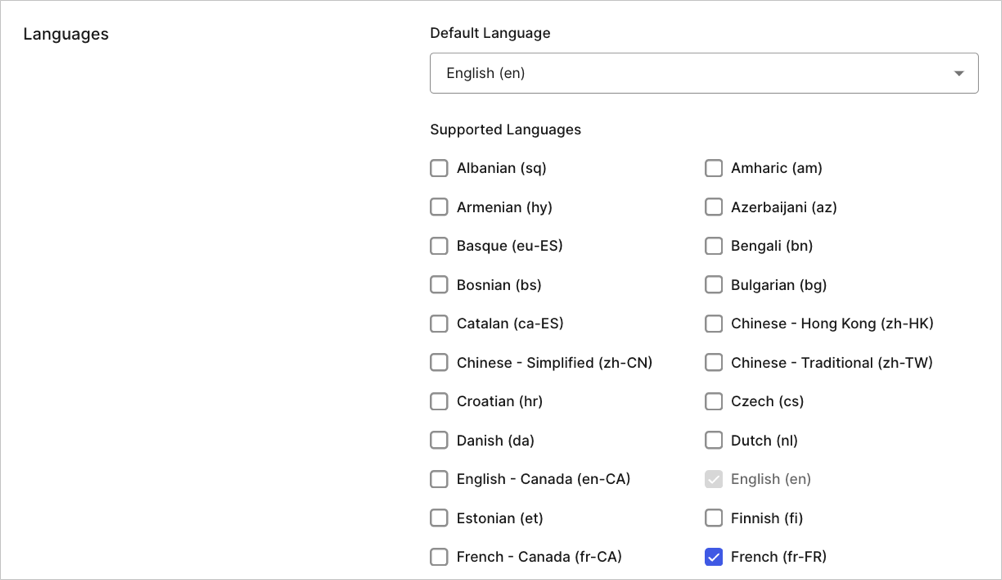 Languages
Default Language
English (en)
Supported Languages
Albanian (sq)
Amharic (am)
Armenian (hy)
Azerbaijani (az)
Basque (eu-ES)
Bengali (bn)
Bosnian (bs)
Bulgarian (bg)
Catalan (ca-ES)
Chinese - Hong Kong (zh-HK)
Chinese - Simplified (zh-CN)
Chinese - Traditional (zh-TW)
Croatian (hr)
Czech (cs)
Danish (da)
Dutch (nl)
English - Canada (en-CA)
English (en)
Estonian (et)
Finnish (fi)
French - Canada (fr-CA)
French (fr-FR)